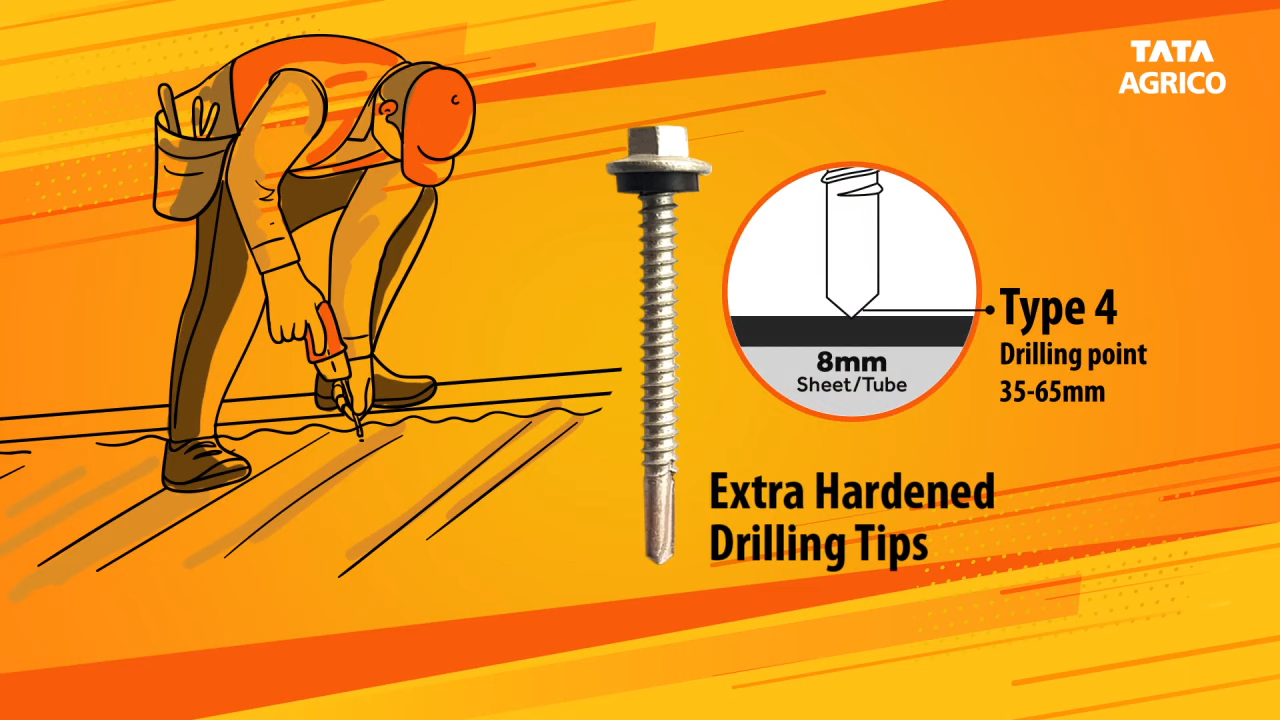 TATA
AGRICO
Type 4
Drilling point
35-65mm
8mm
Sheet/Tube
Extra Hardened
Drilling Tips